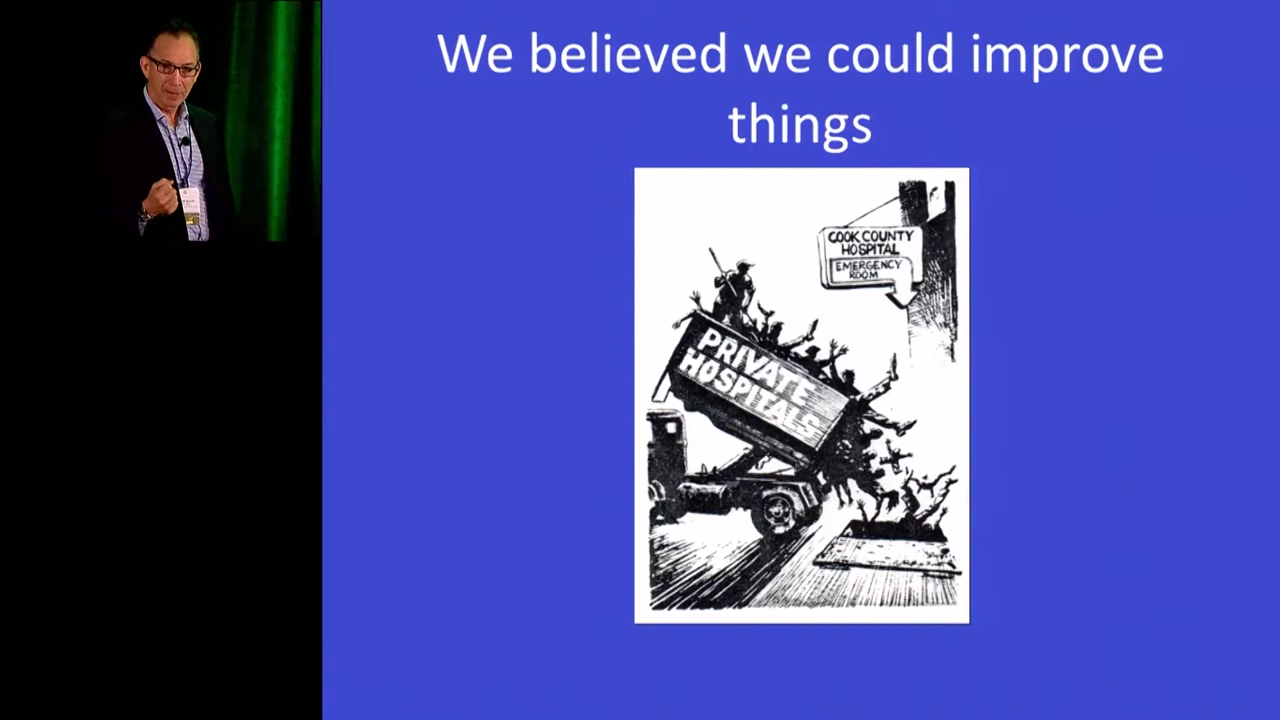 We believed we could improve
things
COOK COUNTY
HOSPITAL
EMERGENCY
ROOM
PRIVATE
HOSPITALS